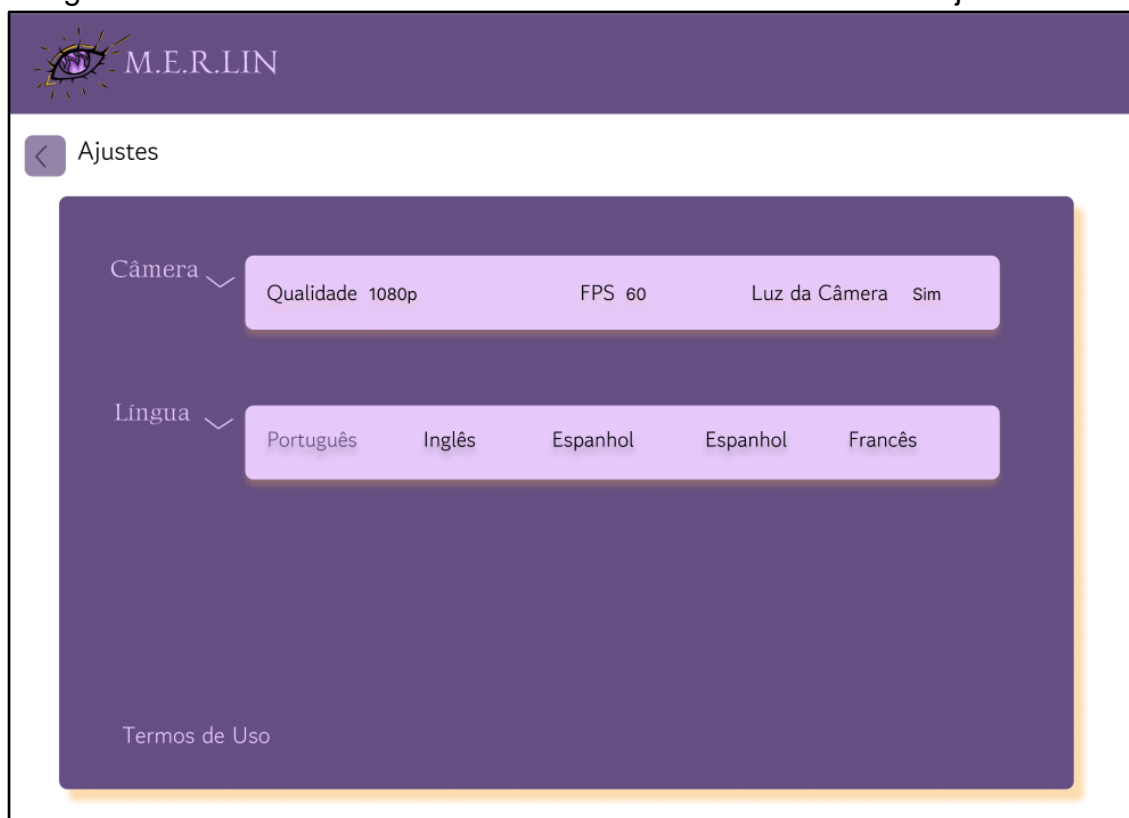 M.E.R.LIN
Ajustes
Câmera
Qualidade 1080p FPS 60 Luz da Câmera Sim
Língua
Português Inglês Espanhol Espanhol Francês
Termos de Uso